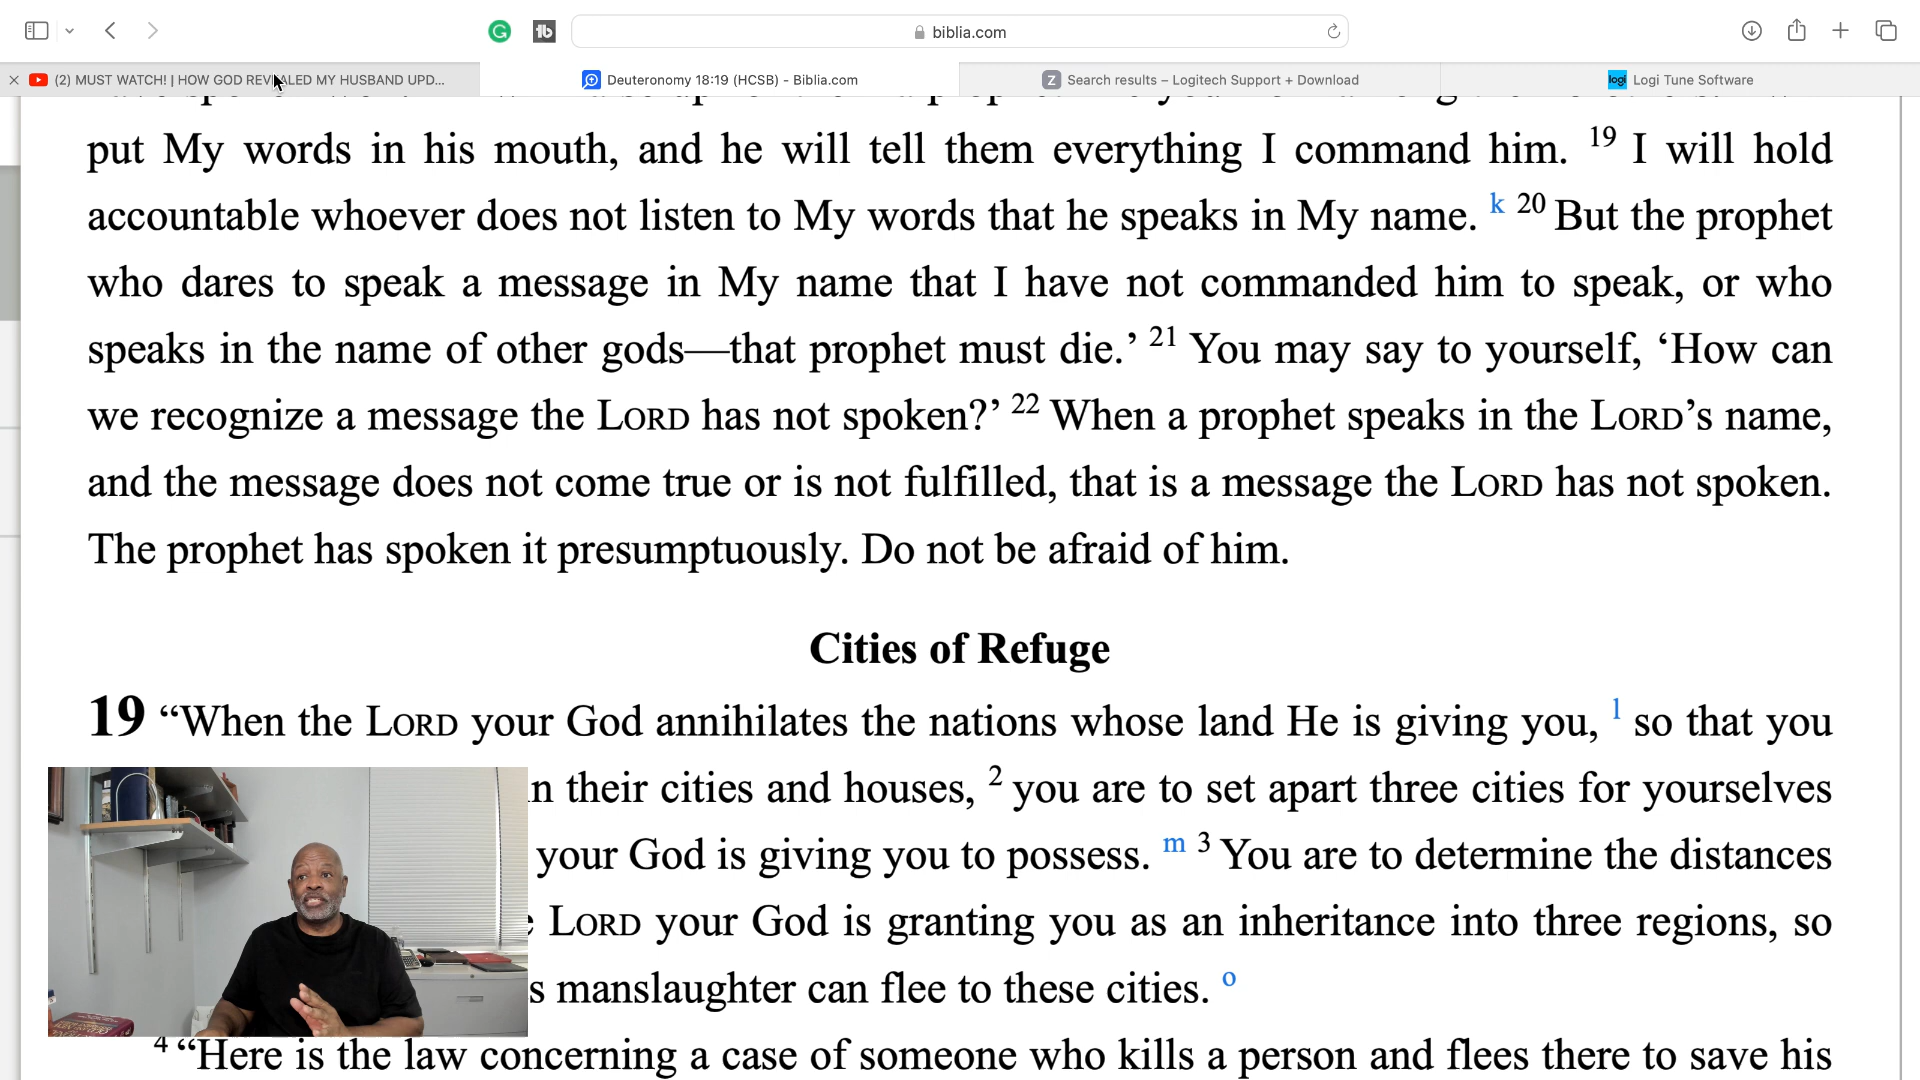 biblia.com
(2) MUST WATCH! | HOW GOD REVEALED MY HUSBAND UPD...
Deuteronomy 18:19 (HCSB) - Biblia.com
Z Search results – Logitech Support + Download
logi Logi Tune Software
put My words in his mouth, and he will tell them everything I command him. 19 I will hold
accountable whoever does not listen to My words that he speaks in My name. k 20 But the prophet
who dares to speak a message in My name that I have not commanded him to speak, or who
speaks in the name of other gods—that prophet must die.’ 21 You may say to yourself, ‘How can
we recognize a message the LORD has not spoken?’ 22 When a prophet speaks in the LORD’s name,
and the message does not come true or is not fulfilled, that is a message the LORD has not spoken.
The prophet has spoken it presumptuously. Do not be afraid of him.
Cities of Refuge
19 “When the LORD your God annihilates the nations whose land He is giving you, l so that you
in their cities and houses, 2 you are to set apart three cities for yourselves
your God is giving you to possess. m 3 You are to determine the distances
LORD your God is granting you as an inheritance into three regions, so
s manslaughter can flee to these cities. o
4 “Here is the law concerning a case of someone who kills a person and flees there to save his